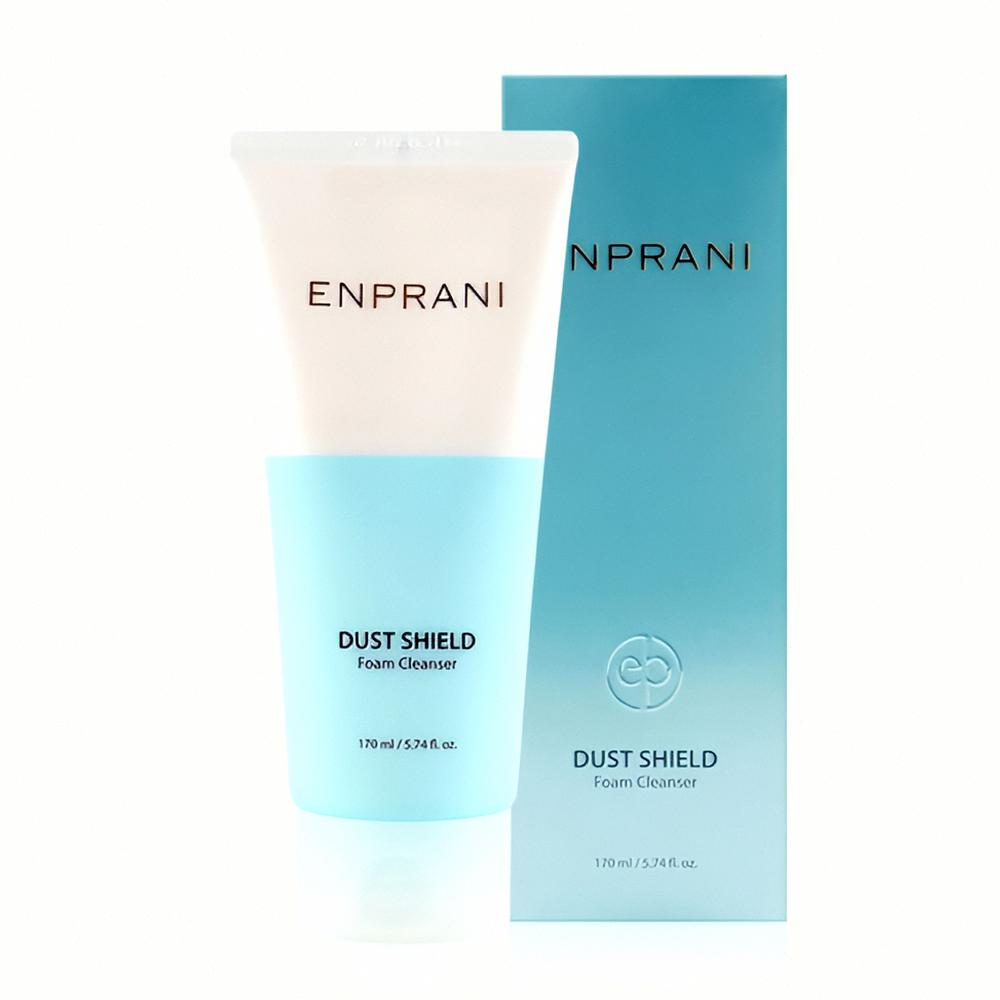 ENPRANI
DUST SHIELD
Foam Cleanser
170 ml / 5.74 fl. oz.
NPRANI
ep
DUST SHIELD
Foam Cleanser
170 ml / 5.74 fl. oz.